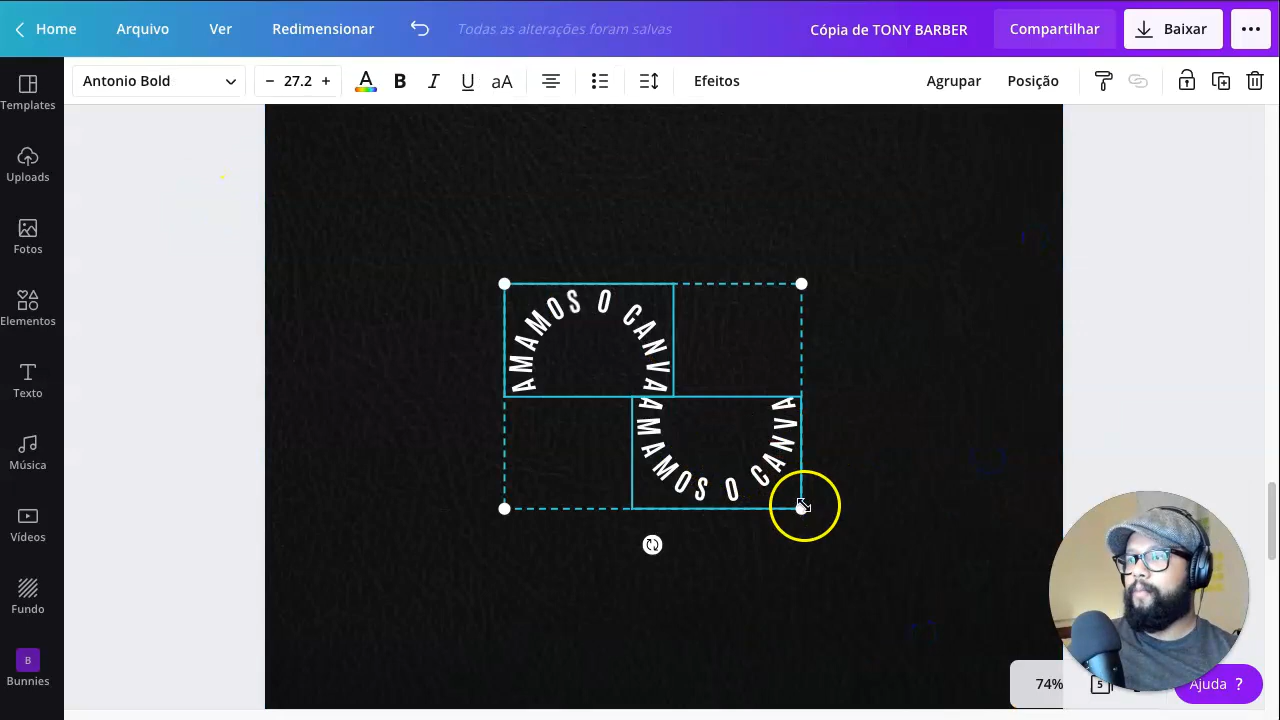 Home Arquivo Ver Redimensionar Todas as alterações foram salvas Cópia de TONY BARBER Compartilhar Baixar
Antonio Bold 27.2 A B I U aA Efeitos Agrupar Posição
Templates
Uploads
Fotos
Elementos
Texto
Música
Vídeos
Fundo
B
Bunnies
AMAMOS O CANVA
AMAMOS O CANVA
74% 5 Ajuda ?